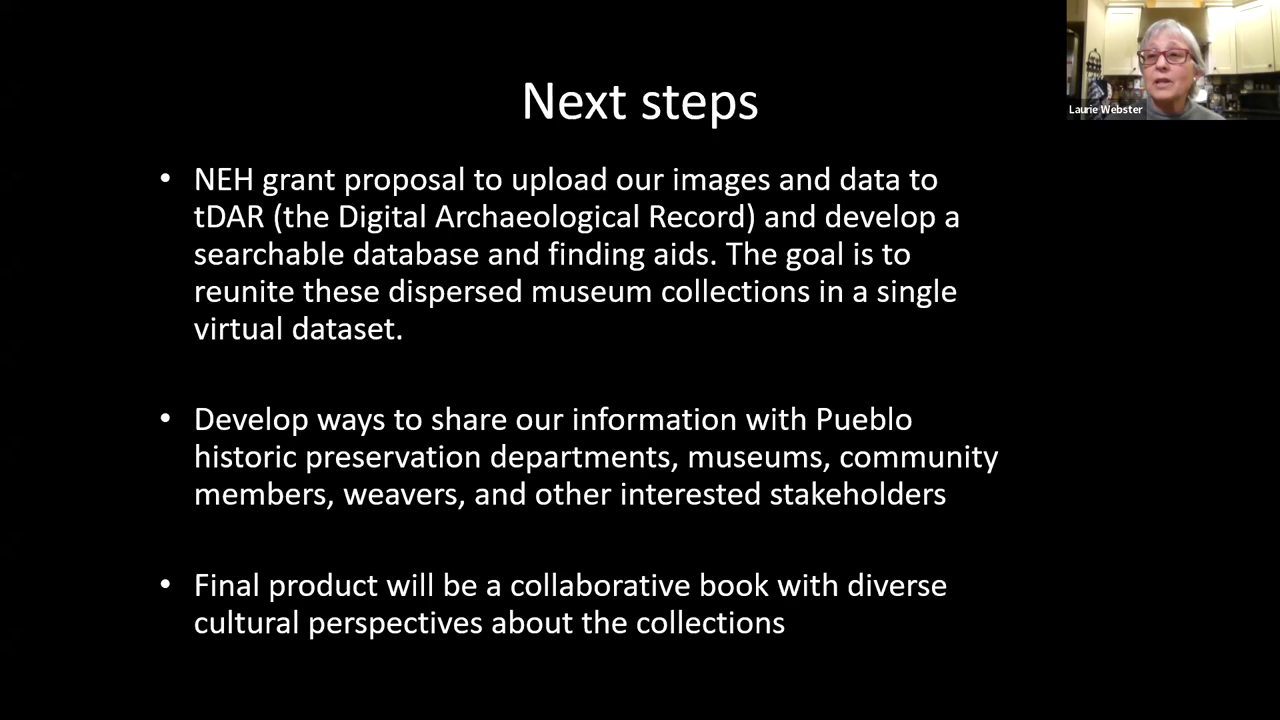 Next steps
Laurie Webster
• NEH grant proposal to upload our images and data to
tDAR (the Digital Archaeological Record) and develop a
searchable database and finding aids. The goal is to
reunite these dispersed museum collections in a single
virtual dataset.
• Develop ways to share our information with Pueblo
historic preservation departments, museums, community
members, weavers, and other interested stakeholders
• Final product will be a collaborative book with diverse
cultural perspectives about the collections